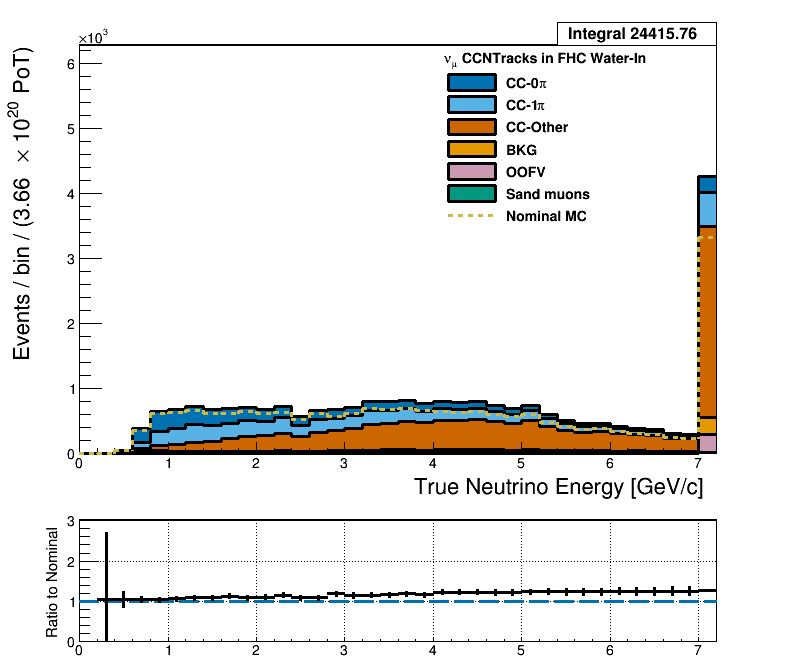 Integral 24415.76
×10³
ν_μ CCNTracks in FHC Water-In
CC-0π
CC-1π
CC-Other
BKG
OOFV
Sand muons
Nominal MC
Events / bin / (3.66 × 10²⁰ PoT)
6
5
4
3
2
1
0
0 1 2 3 4 5 6 7
True Neutrino Energy [GeV/c]
Ratio to Nominal
3
2
1
0
0 1 2 3 4 5 6 7